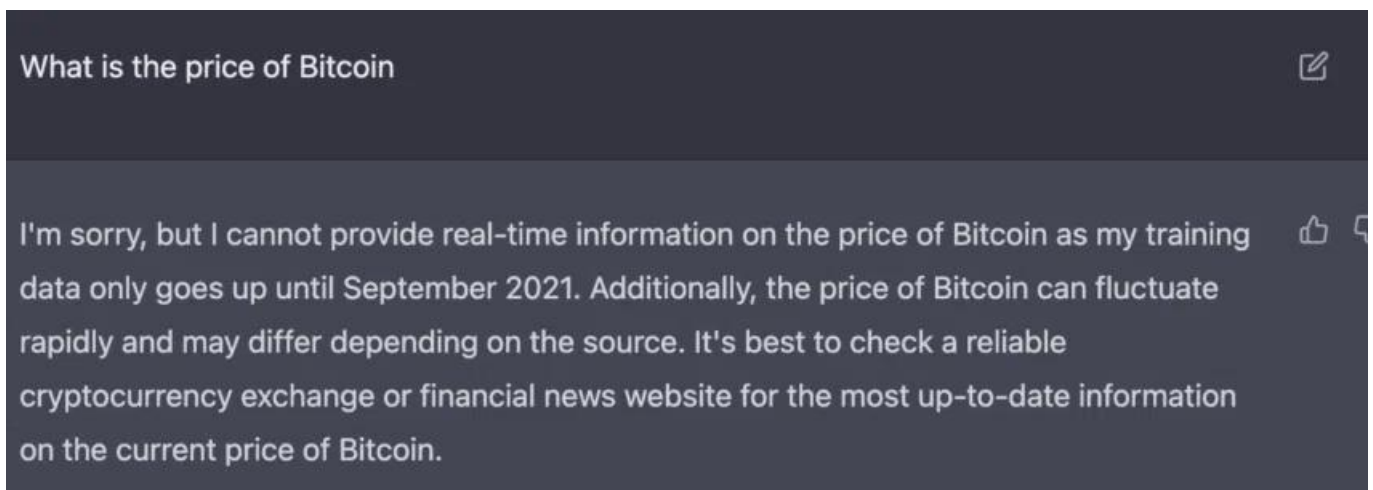 What is the price of Bitcoin
I'm sorry, but I cannot provide real-time information on the price of Bitcoin as my training
data only goes up until September 2021. Additionally, the price of Bitcoin can fluctuate
rapidly and may differ depending on the source. It's best to check a reliable
cryptocurrency exchange or financial news website for the most up-to-date information
on the current price of Bitcoin.